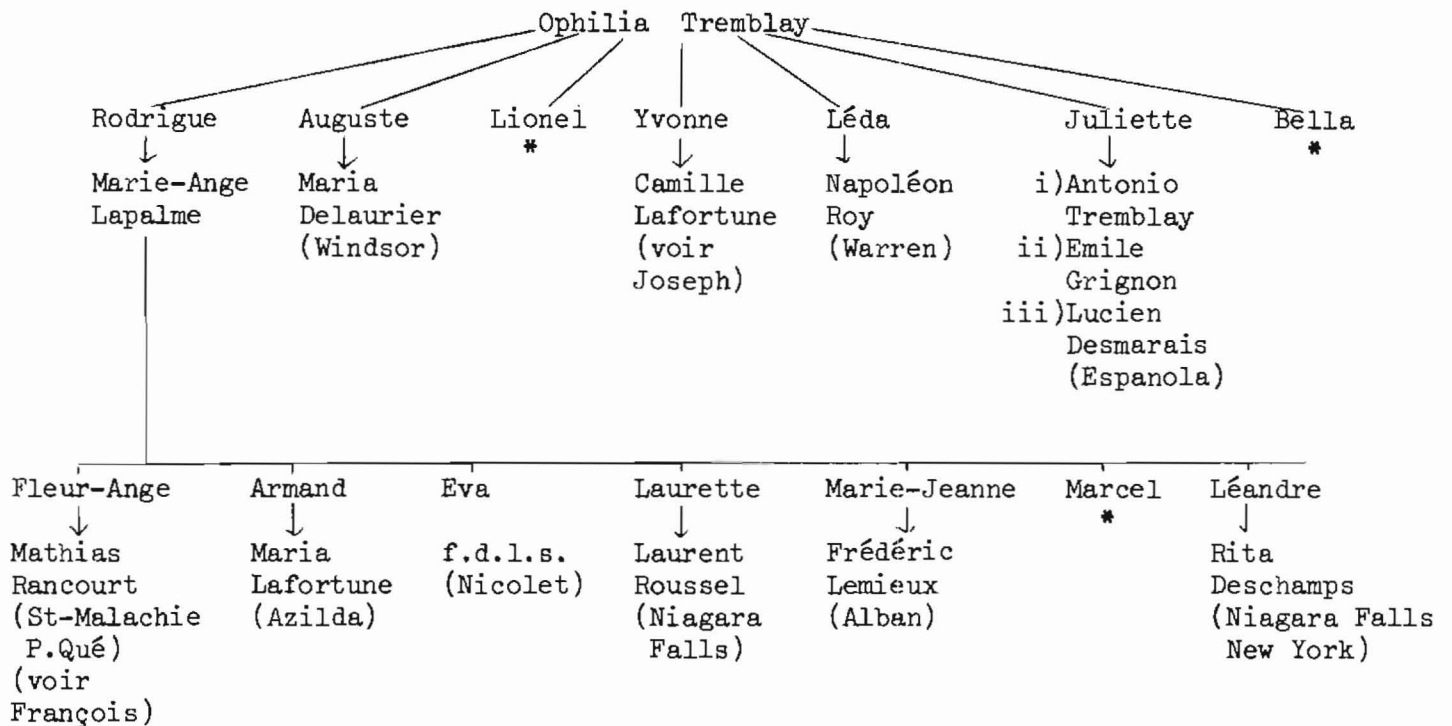 Ophilia Tremblay
Rodrigue
Auguste
Lionel
*
Yvonne
Léda
Juliette
Bella
*
Marie-Ange
Lapalme
Maria
Delaurier
(Windsor)
Camille
Lafortune
(voir
Joseph)
Napoléon
Roy
(Warren)
i)Antonio
Tremblay
ii)Emile
Grignon
iii)Lucien
Desmarais
(Espanola)
Fleur-Ange
Armand
Eva
Laurette
Marie-Jeanne
Marcel
*
Léandre
Mathias
Rancourt
(St-Malachie
P.Qué)
(voir
François)
Maria
Lafortune
(Azilda)
f.d.l.s.
(Nicolet)
Laurent
Roussel
(Niagara
Falls)
Frédéric
Lemieux
(Alban)
Rita
Deschamps
(Niagara Falls
New York)